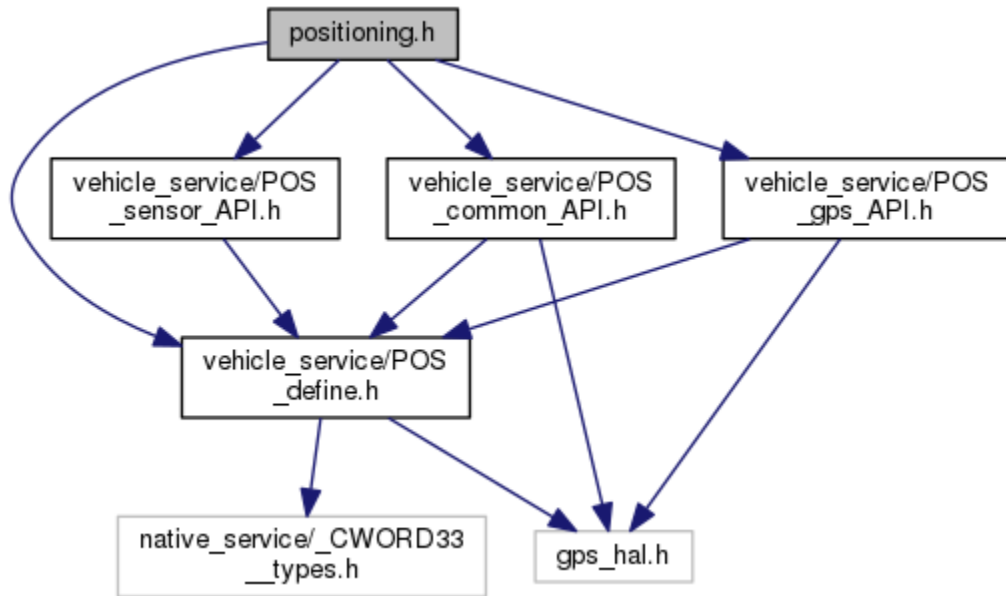 positioning.h
vehicle_service/POS
_sensor_API.h
vehicle_service/POS
_common_API.h
vehicle_service/POS
_gps_API.h
vehicle_service/POS
_define.h
native_service/_CWORD33
__types.h
gps_hal.h